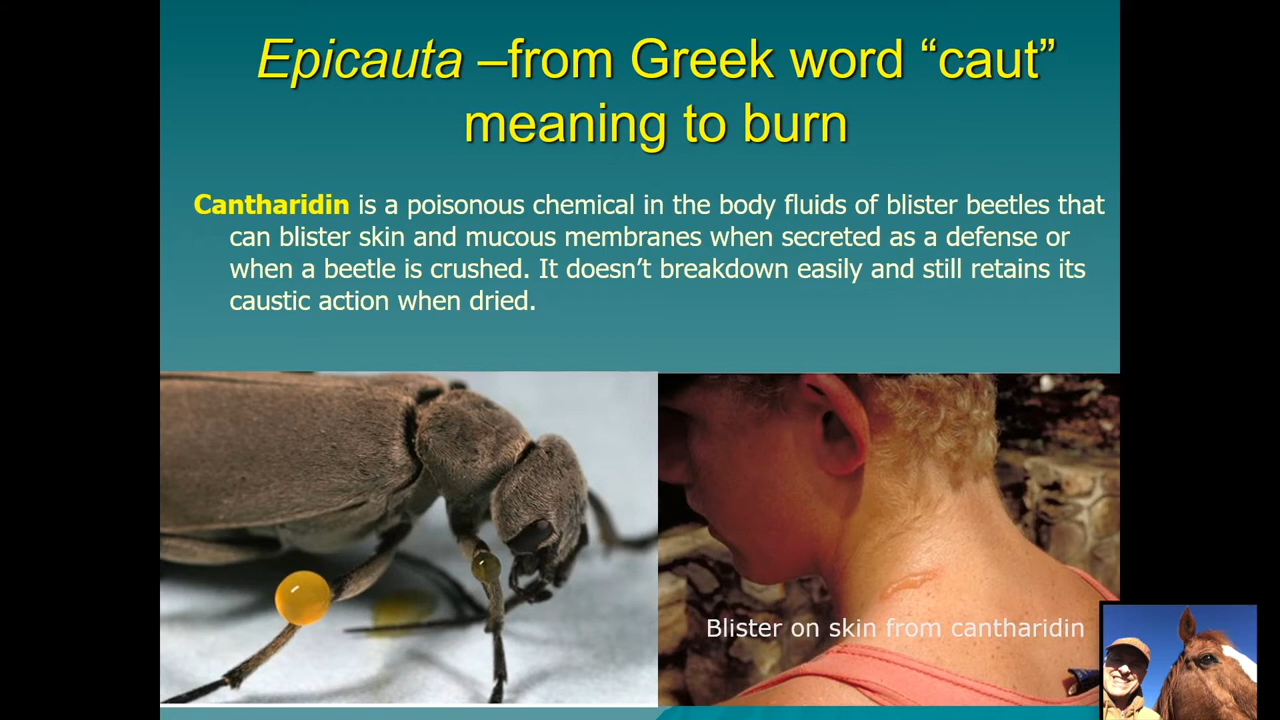 Epicauta –from Greek word “caut”
meaning to burn
Cantharidin is a poisonous chemical in the body fluids of blister beetles that
can blister skin and mucous membranes when secreted as a defense or
when a beetle is crushed. It doesn’t breakdown easily and still retains its
caustic action when dried.
Blister on skin from cantharidin